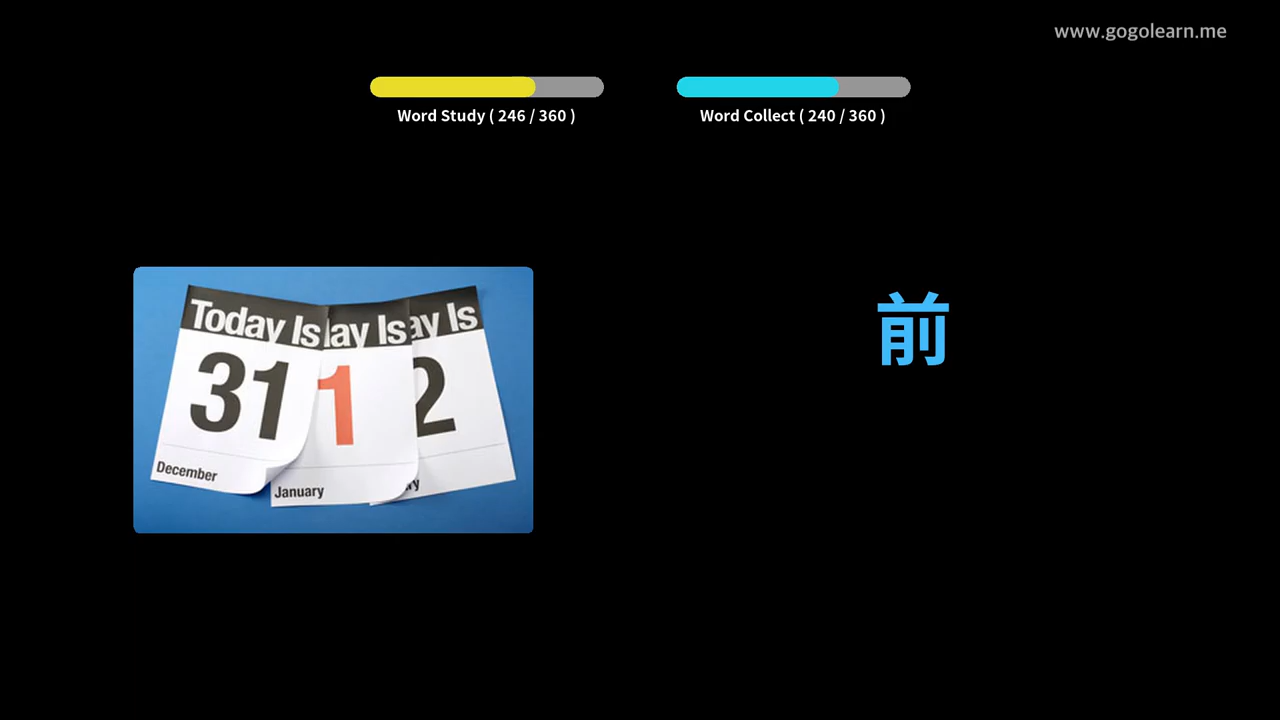 www.gogolearn.me
Word Study ( 246 / 360 )
Word Collect ( 240 / 360 )
前
Today Is
31
December
lay Is
1
January
ay Is
2
ry